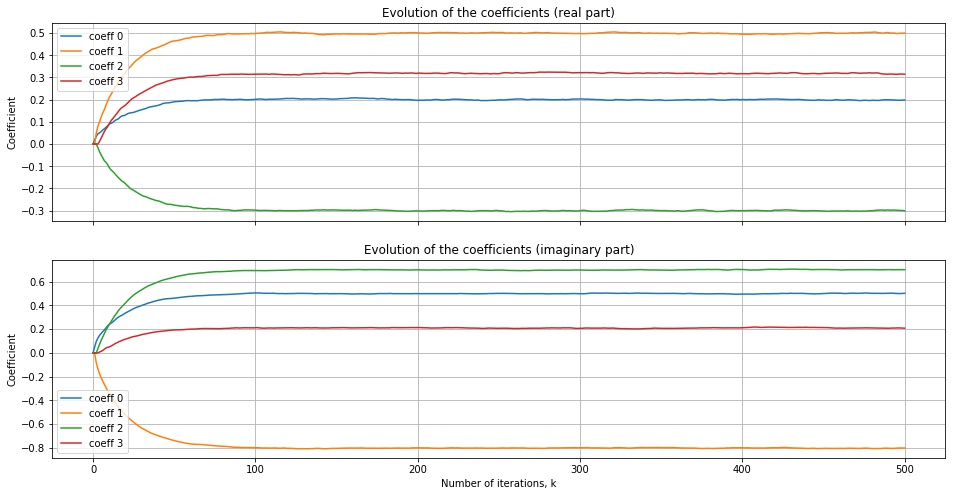 Evolution of the coefficients (real part)
0.5
0.4
0.3
0.2
0.1
0.0
−0.1
−0.2
−0.3
Coefficient
coeff 0
coeff 1
coeff 2
coeff 3
Evolution of the coefficients (imaginary part)
0.6
0.4
0.2
0.0
−0.2
−0.4
−0.6
−0.8
Coefficient
coeff 0
coeff 1
coeff 2
coeff 3
0 100 200 300 400 500
Number of iterations, k